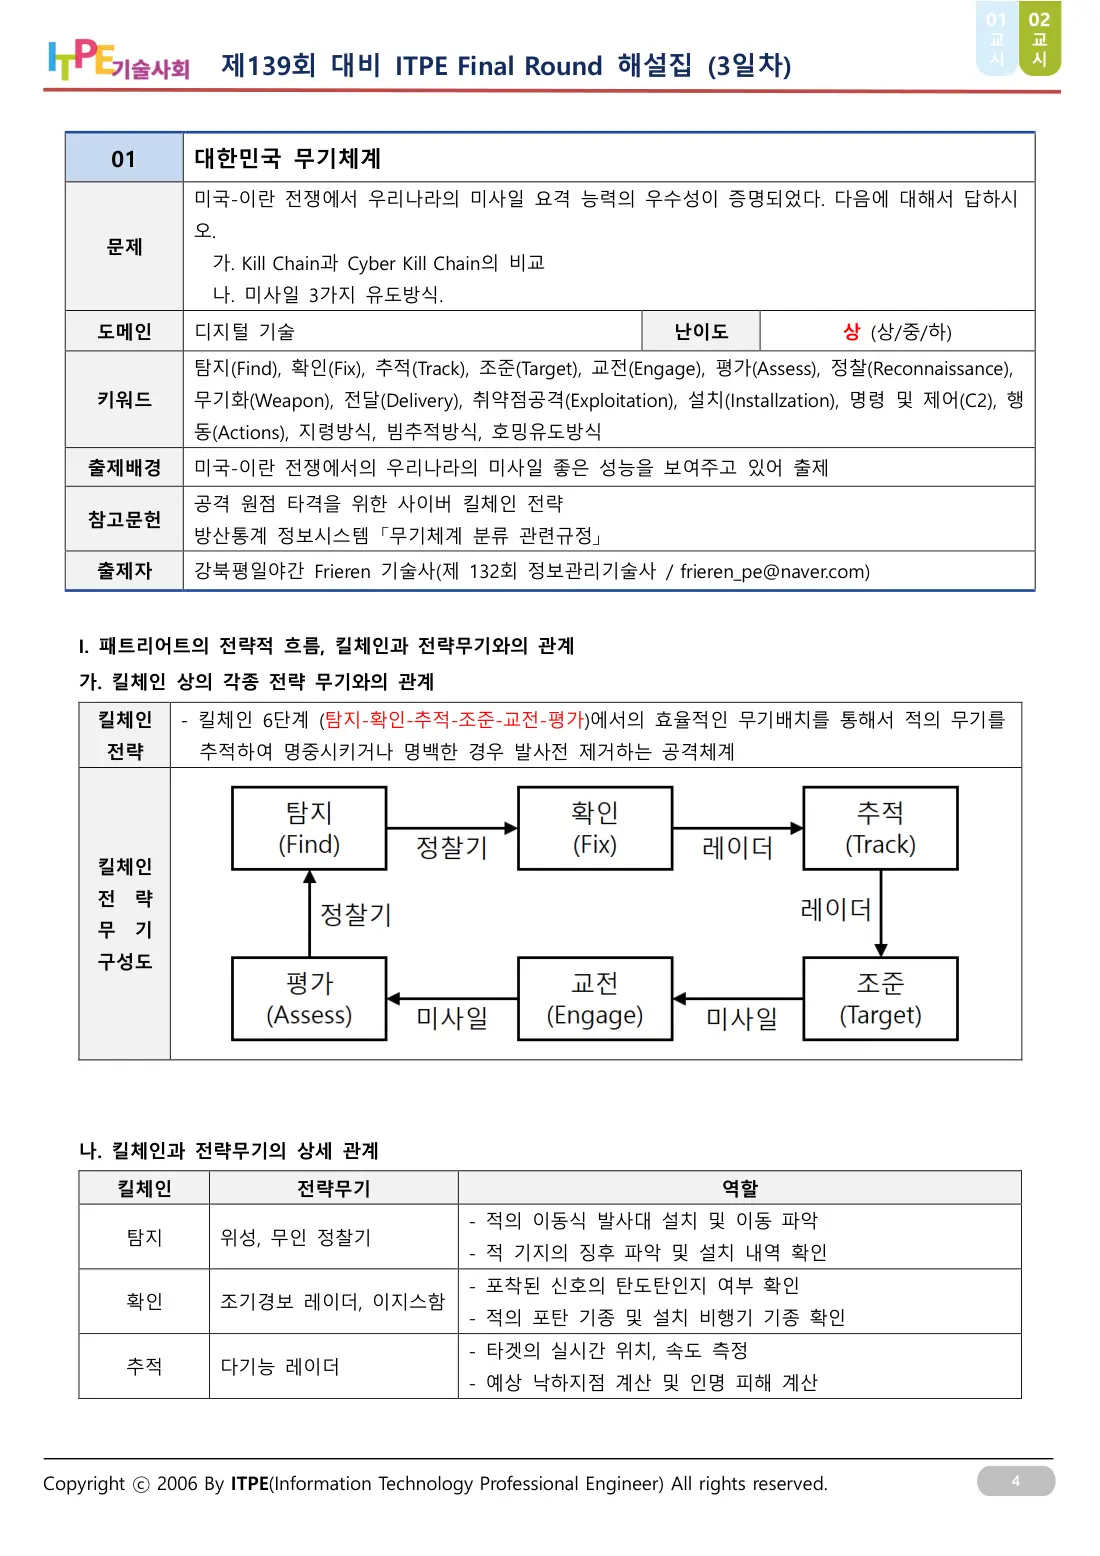 01
교
시
02
교
시
ITPE기술사회
제139회 대비 ITPE Final Round 해설집 (3일차)
01
대한민국 무기체계
문제
미국-이란 전쟁에서 우리나라의 미사일 요격 능력의 우수성이 증명되었다. 다음에 대해서 답하시
오.
가. Kill Chain과 Cyber Kill Chain의 비교
나. 미사일 3가지 유도방식.
도메인
디지털 기술
난이도
상 (상/중/하)
키워드
탐지(Find), 확인(Fix), 추적(Track), 조준(Target), 교전(Engage), 평가(Assess), 정찰(Reconnaissance),
무기화(Weapon), 전달(Delivery), 취약점공격(Exploitation), 설치(Installzation), 명령 및 제어(C2), 행
동(Actions), 지령방식, 빔추적방식, 호밍유도방식
출제배경
미국-이란 전쟁에서의 우리나라의 미사일 좋은 성능을 보여주고 있어 출제
참고문헌
공격 원점 타격을 위한 사이버 킬체인 전략
방산통계 정보시스템「무기체계 분류 관련규정」
출제자
강북평일야간 Frieren 기술사(제 132회 정보관리기술사 / frieren_pe@naver.com)
I. 패트리어트의 전략적 흐름, 킬체인과 전략무기와의 관계
가. 킬체인 상의 각종 전략 무기와의 관계
킬체인
전략
- 킬체인 6단계 (탐지-확인-추적-조준-교전-평가)에서의 효율적인 무기배치를 통해서 적의 무기를
추적하여 명중시키거나 명백한 경우 발사전 제거하는 공격체계
킬체인
전 략
무 기
구성도
탐지
(Find)
정찰기
확인
(Fix)
레이더
추적
(Track)
레이더
조준
(Target)
미사일
교전
(Engage)
미사일
평가
(Assess)
정찰기
나. 킬체인과 전략무기의 상세 관계
킬체인
전략무기
역할
탐지
위성, 무인 정찰기
- 적의 이동식 발사대 설치 및 이동 파악
- 적 기지의 징후 파악 및 설치 내역 확인
확인
조기경보 레이더, 이지스함
- 포착된 신호의 탄도탄인지 여부 확인
- 적의 포탄 기종 및 설치 비행기 기종 확인
추적
다기능 레이더
- 타겟의 실시간 위치, 속도 측정
- 예상 낙하지점 계산 및 인명 피해 계산
Copyright ⓒ 2006 By ITPE(Information Technology Professional Engineer) All rights reserved.
4